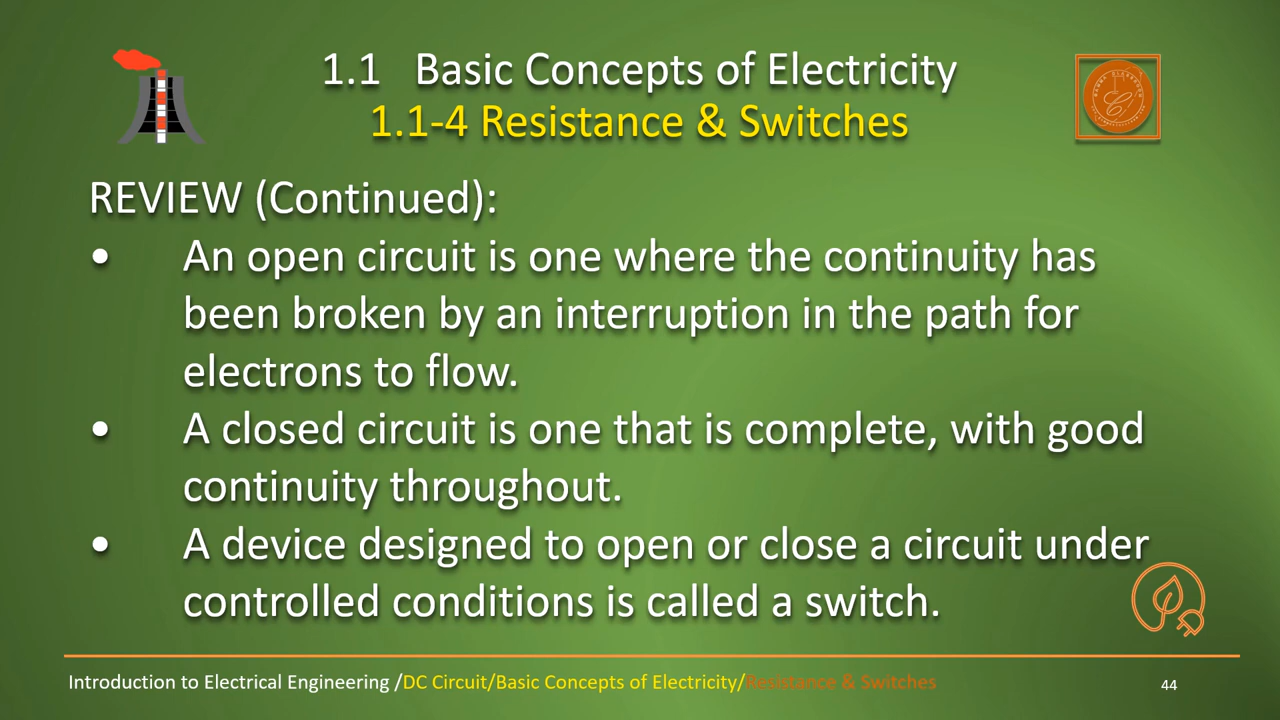 1.1 Basic Concepts of Electricity
1.1-4 Resistance & Switches
REVIEW (Continued):
• An open circuit is one where the continuity has
been broken by an interruption in the path for
electrons to flow.
• A closed circuit is one that is complete, with good
continuity throughout.
• A device designed to open or close a circuit under
controlled conditions is called a switch.
Introduction to Electrical Engineering /DC Circuit/Basic Concepts of Electricity/Resistance & Switches
44